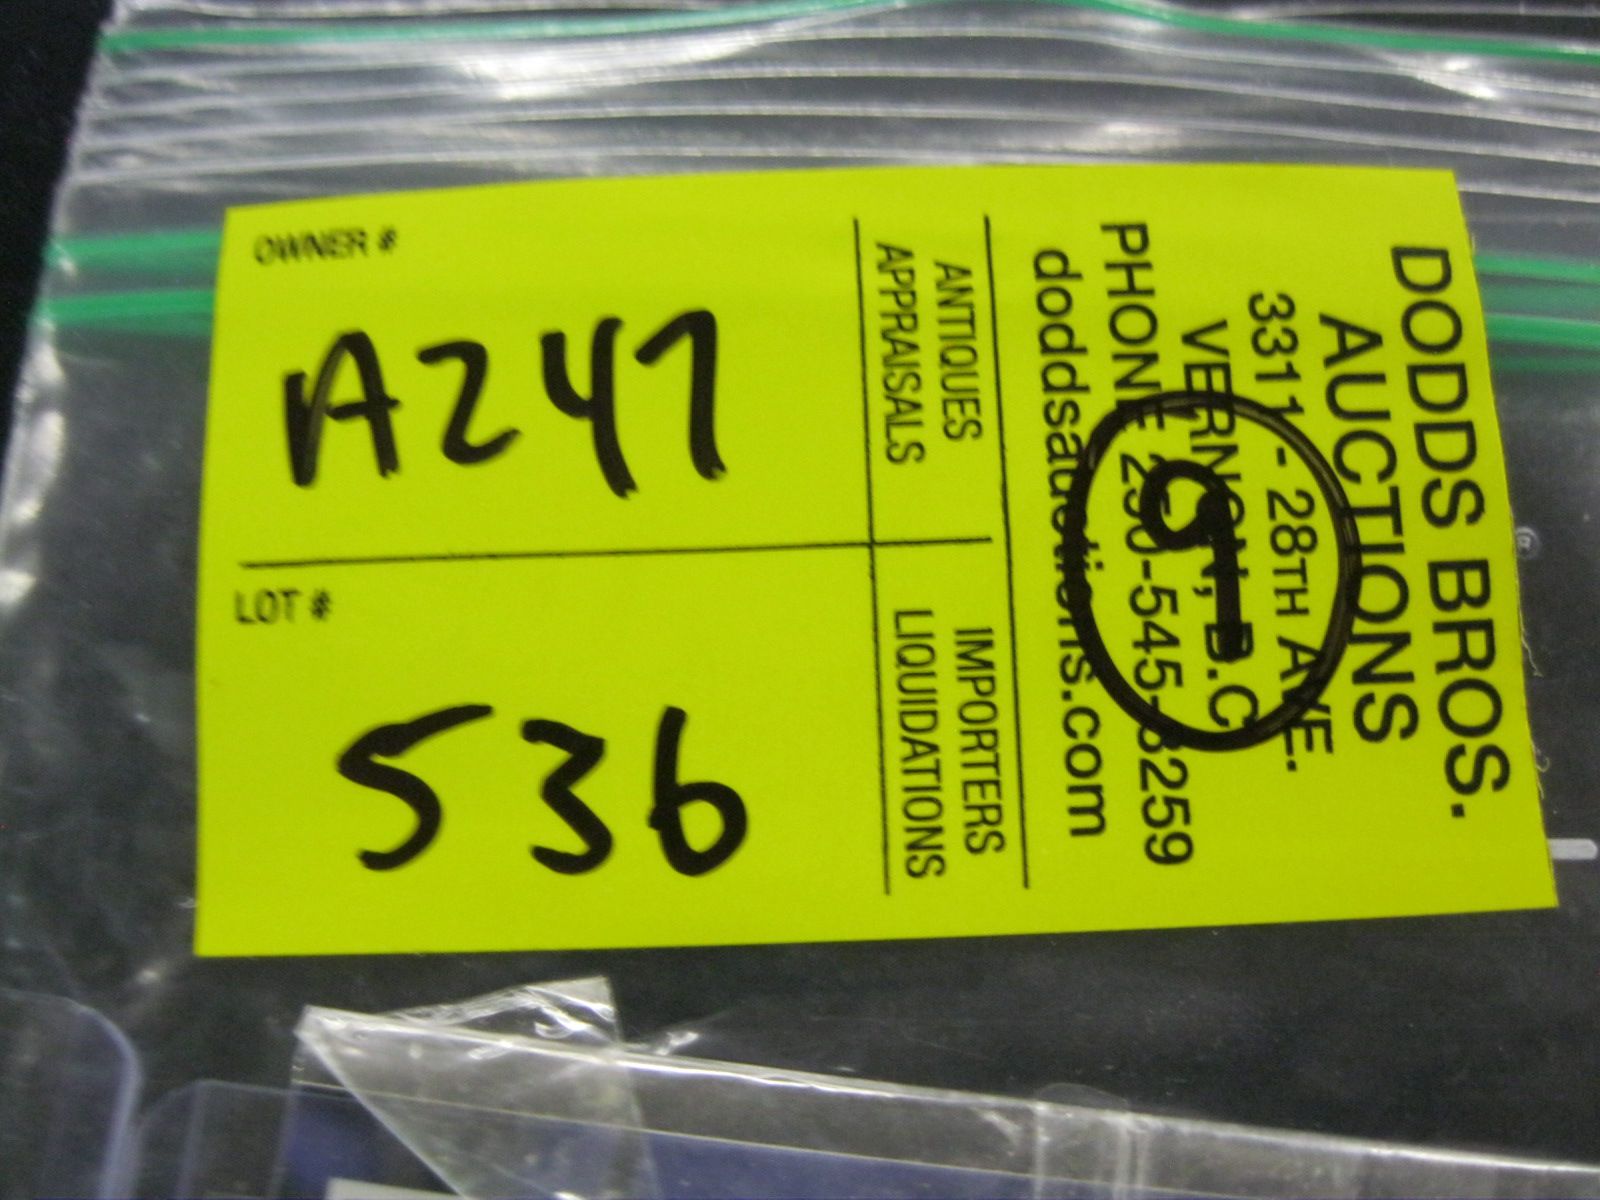 OWNER #
A247
LOT #
536
ANTIQUES
APPRAISALS
IMPORTERS
LIQUIDATIONS
DODDS BROS.
AUCTIONS
3311 - 28TH AVE.
VERNON, B.C.
PHONE 250-545-3259
doddsauctions.com
9